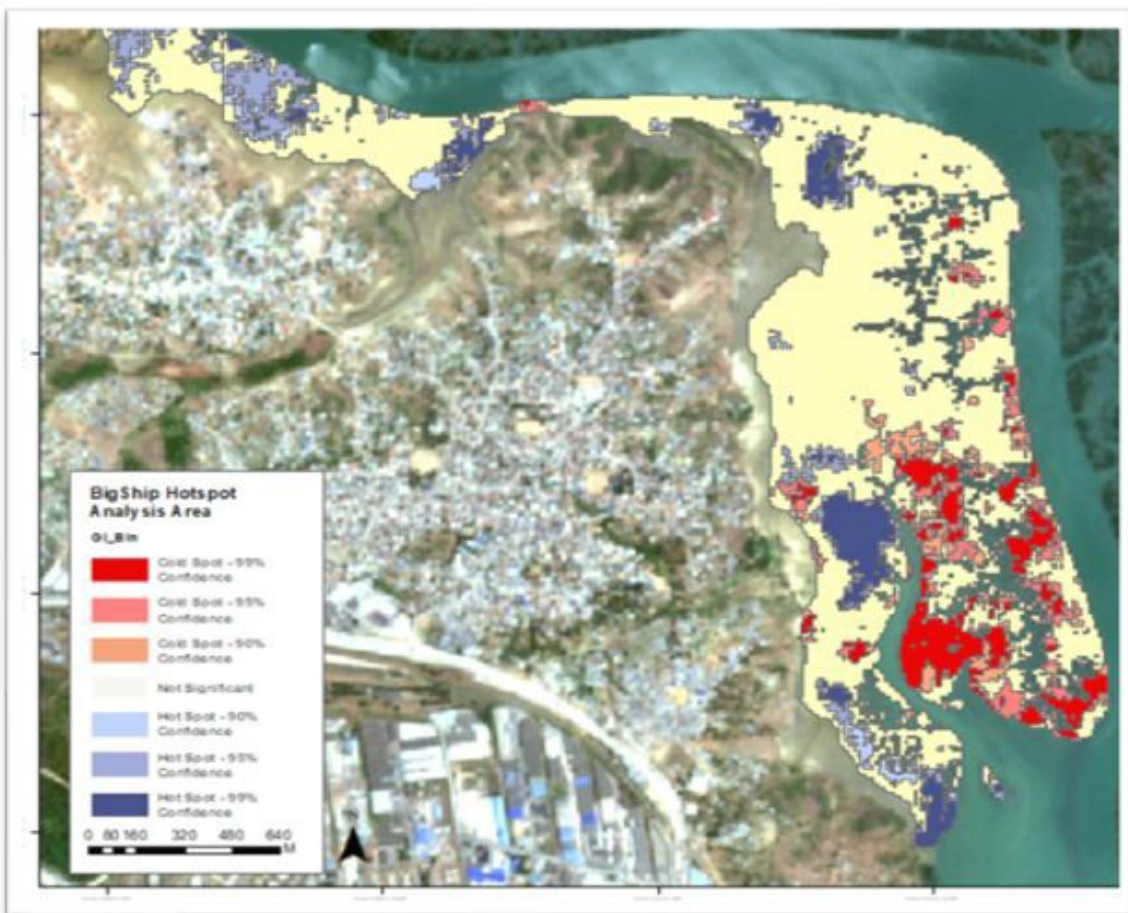 BigShip Hotspot
Analysis Area
Gi_Bin
Cold Spot - 99%
Confidence
Cold Spot - 95%
Confidence
Cold Spot - 90%
Confidence
Not Significant
Hot Spot - 90%
Confidence
Hot Spot - 95%
Confidence
Hot Spot - 99%
Confidence
0 80 160 320 480 640
M